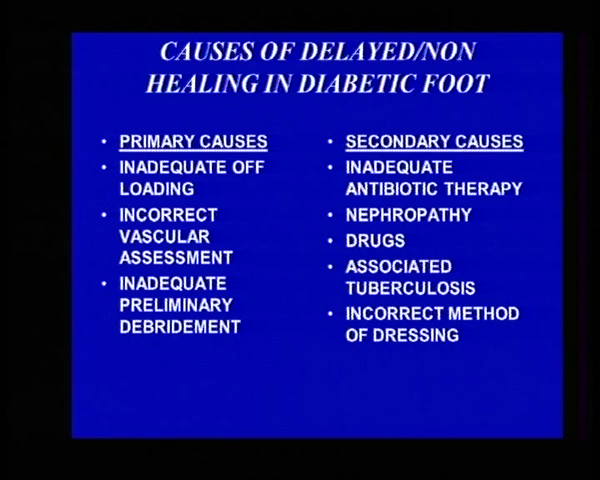 CAUSES OF DELAYED/NON
HEALING IN DIABETIC FOOT
• PRIMARY CAUSES
• INADEQUATE OFF
LOADING
• INCORRECT
VASCULAR
ASSESSMENT
• INADEQUATE
PRELIMINARY
DEBRIDEMENT
• SECONDARY CAUSES
• INADEQUATE
ANTIBIOTIC THERAPY
• NEPHROPATHY
• DRUGS
• ASSOCIATED
TUBERCULOSIS
• INCORRECT METHOD
OF DRESSING